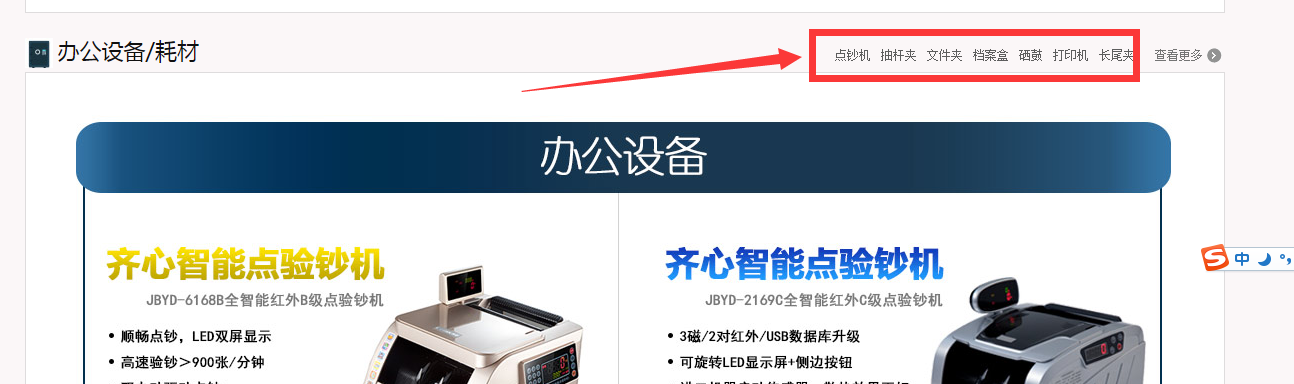 办公设备/耗材
点钞机 抽杆夹 文件夹 档案盒 硒鼓 打印机 长尾夹 查看更多
办公设备
齐心智能点验钞机
JBYD-6168B全智能红外B级点验钞机
• 顺畅点钞，LED双屏显示
• 高速验钞＞900张/分钟
齐心智能点验钞机
JBYD-2169C全智能红外C级点验钞机
• 3磁/2对红外/USB数据库升级
• 可旋转LED显示屏+侧边按钮
S 中